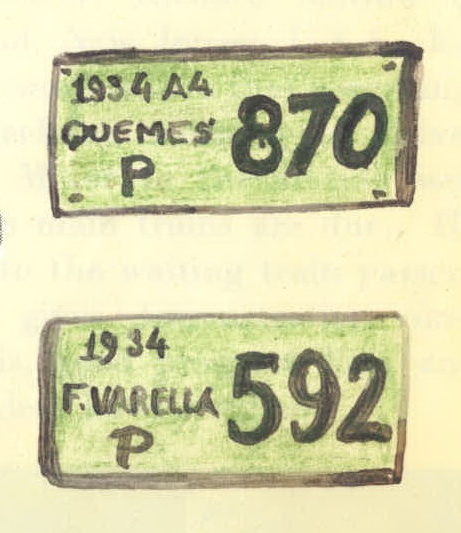 1934 A4
QUEMES
P
870
1934
F. VARELLA
P
592